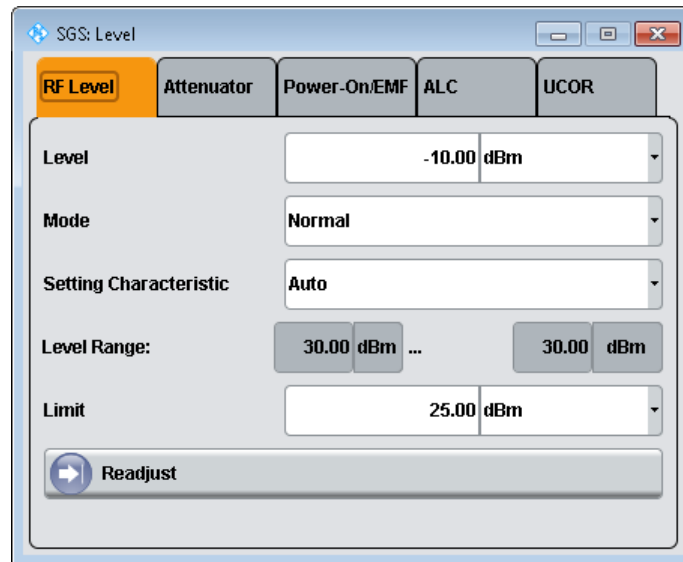 SGS: Level
RF Level Attenuator Power-On/EMF ALC UCOR
Level -10.00 dBm
Mode Normal
Setting Characteristic Auto
Level Range: 30.00 dBm ... 30.00 dBm
Limit 25.00 dBm
Readjust